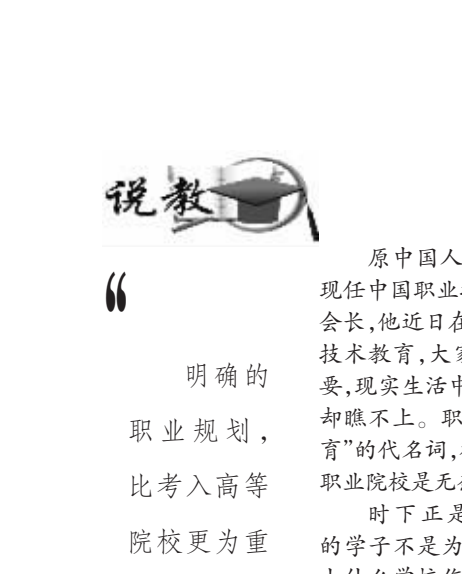 说教
“
明确的
职业规划，
比考入高等
院校更为重
原中国人
现任中国职业
会长，他近日在
技术教育，大家
要，现实生活中
却瞧不上。职
育”的代名词，
职业院校是无
时下正是
的学子不是为